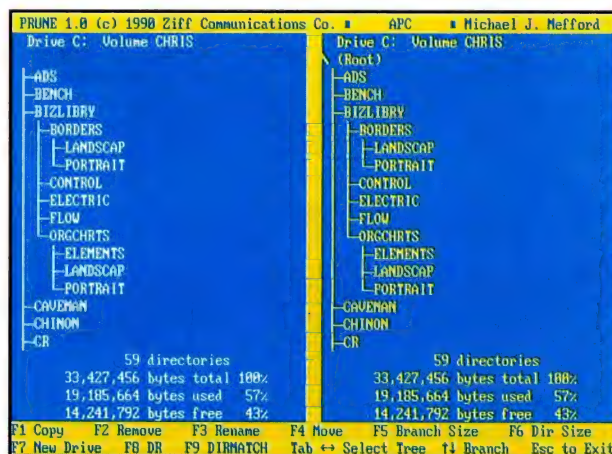 PRUNE 1.0 (c) 1990 Ziff Communications Co. ■ APC ■ Michael J. Mefford
Drive C: Volume CHRIS
ADS
BENCH
BIZLIBRY
BORDERS
LANDSCAP
PORTRAIT
CONTROL
ELECTRIC
FLOW
ORGCHRTS
ELEMENTS
LANDSCAP
PORTRAIT
CAVEMAN
CHINON
CR
59 directories
33,427,456 bytes total 100%
19,185,664 bytes used 57%
14,241,792 bytes free 43%
Drive C: Volume CHRIS
\ (Root)
ADS
BENCH
BIZLIBRY
BORDERS
LANDSCAP
PORTRAIT
CONTROL
ELECTRIC
FLOW
ORGCHRTS
ELEMENTS
LANDSCAP
PORTRAIT
CAVEMAN
CHINON
CR
59 directories
33,427,456 bytes total 100%
19,185,664 bytes used 57%
14,241,792 bytes free 43%
F1 Copy F2 Remove F3 Rename F4 Move F5 Branch Size F6 Dir Size
F7 New Drive F8 DR F9 DIRMATCH Tab ↔ Select Tree ↑↓ Branch Esc to Exit